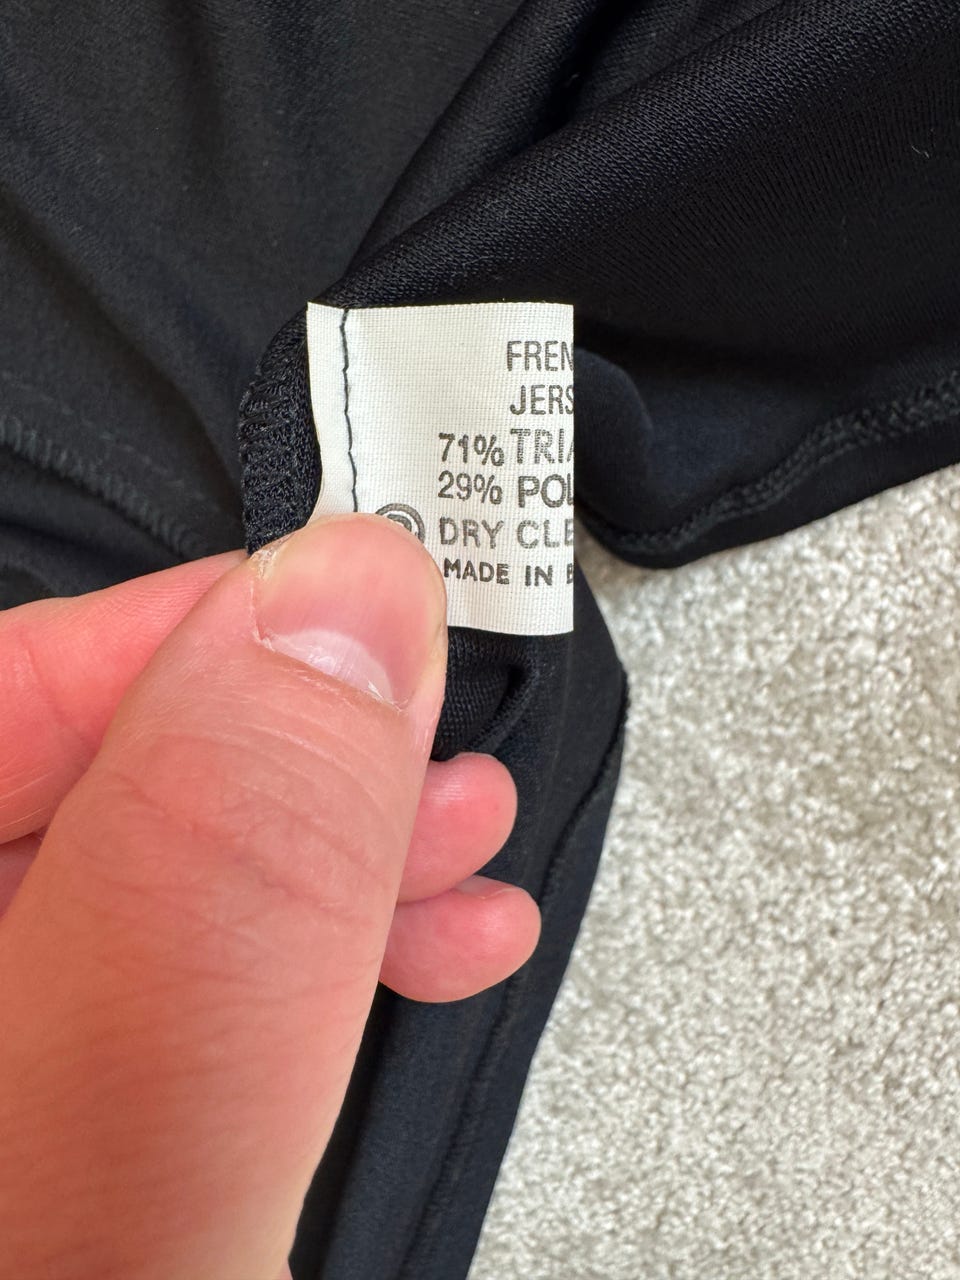 FREN
JERS
71% TRIA
29% POL
Ⓟ DRY CLE
MADE IN B